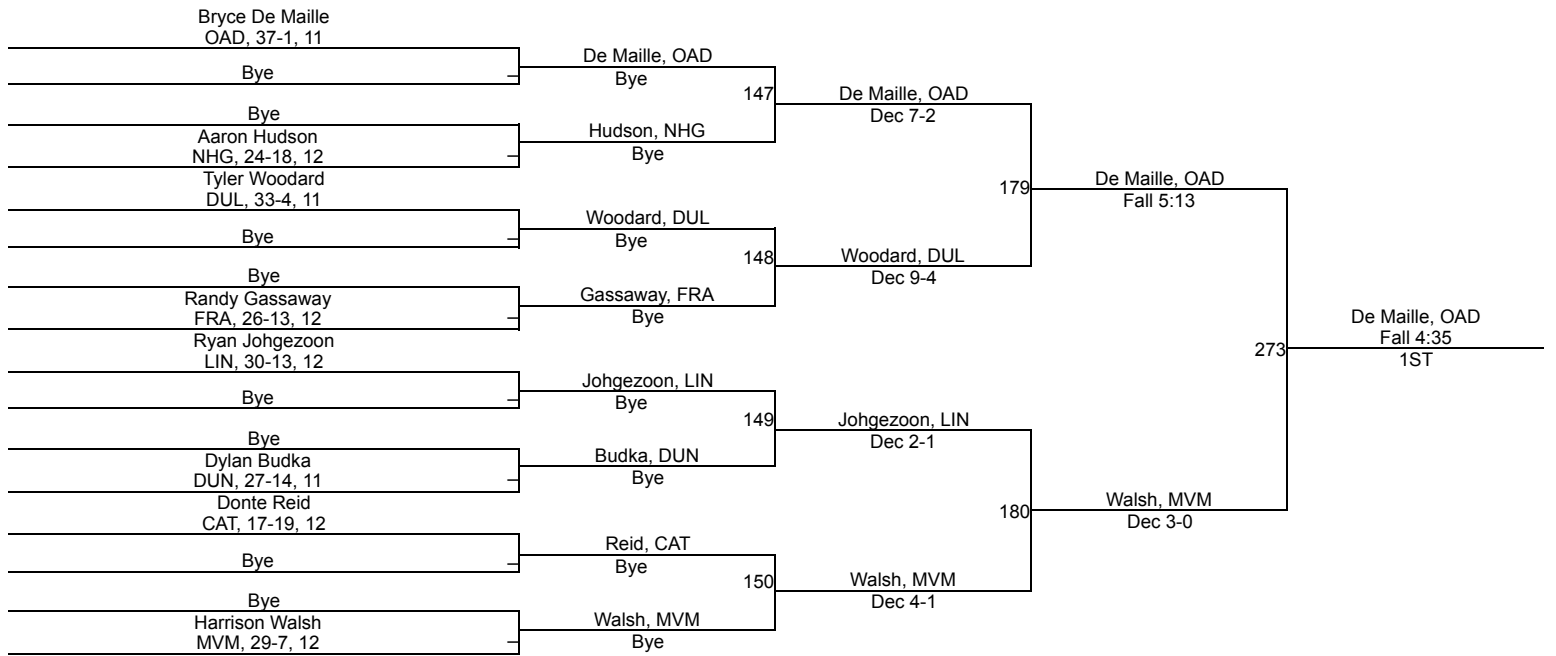 Bryce De Maille
OAD, 37-1, 11
Bye
Bye
Aaron Hudson
NHG, 24-18, 12
Tyler Woodard
DUL, 33-4, 11
Bye
Bye
Randy Gassaway
FRA, 26-13, 12
Ryan Johgezoon
LIN, 30-13, 12
Bye
Bye
Dylan Budka
DUN, 27-14, 11
Donte Reid
CAT, 17-19, 12
Bye
Bye
Harrison Walsh
MVM, 29-7, 12
De Maille, OAD
Bye
147
Hudson, NHG
Bye
Woodard, DUL
Bye
148
Gassaway, FRA
Bye
Johgezoon, LIN
Bye
149
Budka, DUN
Bye
Reid, CAT
Bye
150
Walsh, MVM
Bye
De Maille, OAD
Dec 7-2
179
Woodard, DUL
Dec 9-4
Johgezoon, LIN
Dec 2-1
180
Walsh, MVM
Dec 4-1
De Maille, OAD
Fall 5:13
273
Walsh, MVM
Dec 3-0
De Maille, OAD
Fall 4:35
1ST